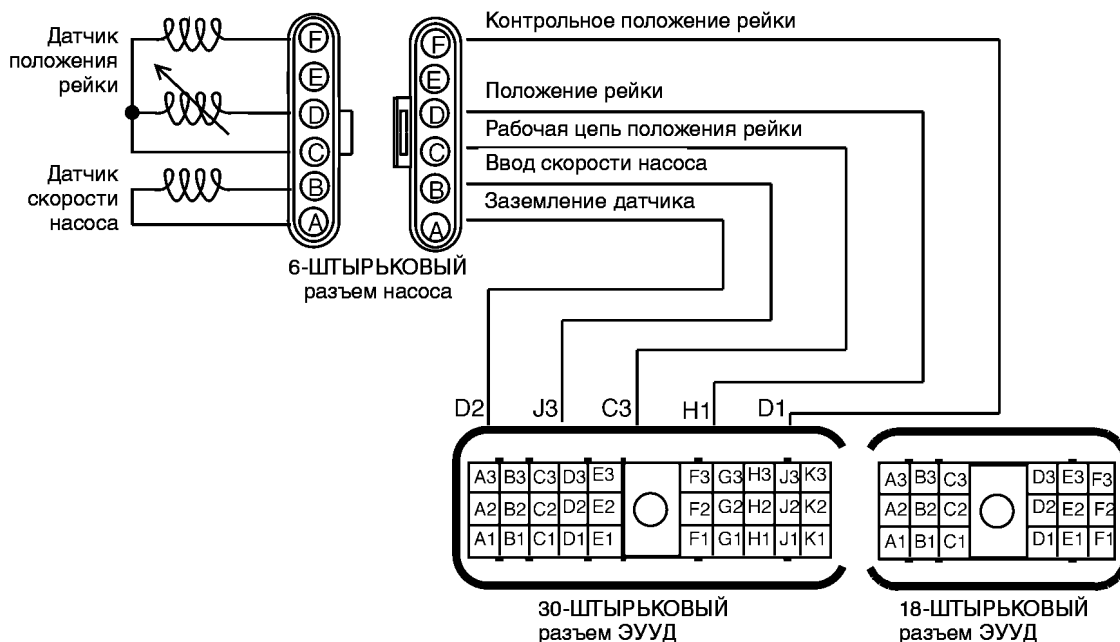 Датчик
положения
рейки
Датчик
скорости
насоса
F
E
D
C
B
A
F
E
D
C
B
A
6-ШТЫРЬКОВЫЙ
разъем насоса
Контрольное положение рейки
Положение рейки
Рабочая цепь положения рейки
Ввод скорости насоса
Заземление датчика
D2 J3 C3 H1 D1
A3 B3 C3 D3 E3 F3 G3 H3 J3 K3
A2 B2 C2 D2 E2 F2 G2 H2 J2 K2
A1 B1 C1 D1 E1 F1 G1 H1 J1 K1
30-ШТЫРЬКОВЫЙ
разъем ЭУУД
A3 B3 C3 D3 E3 F3
A2 B2 C2 D2 E2 F2
A1 B1 C1 D1 E1 F1
18-ШТЫРЬКОВЫЙ
разъем ЭУУД